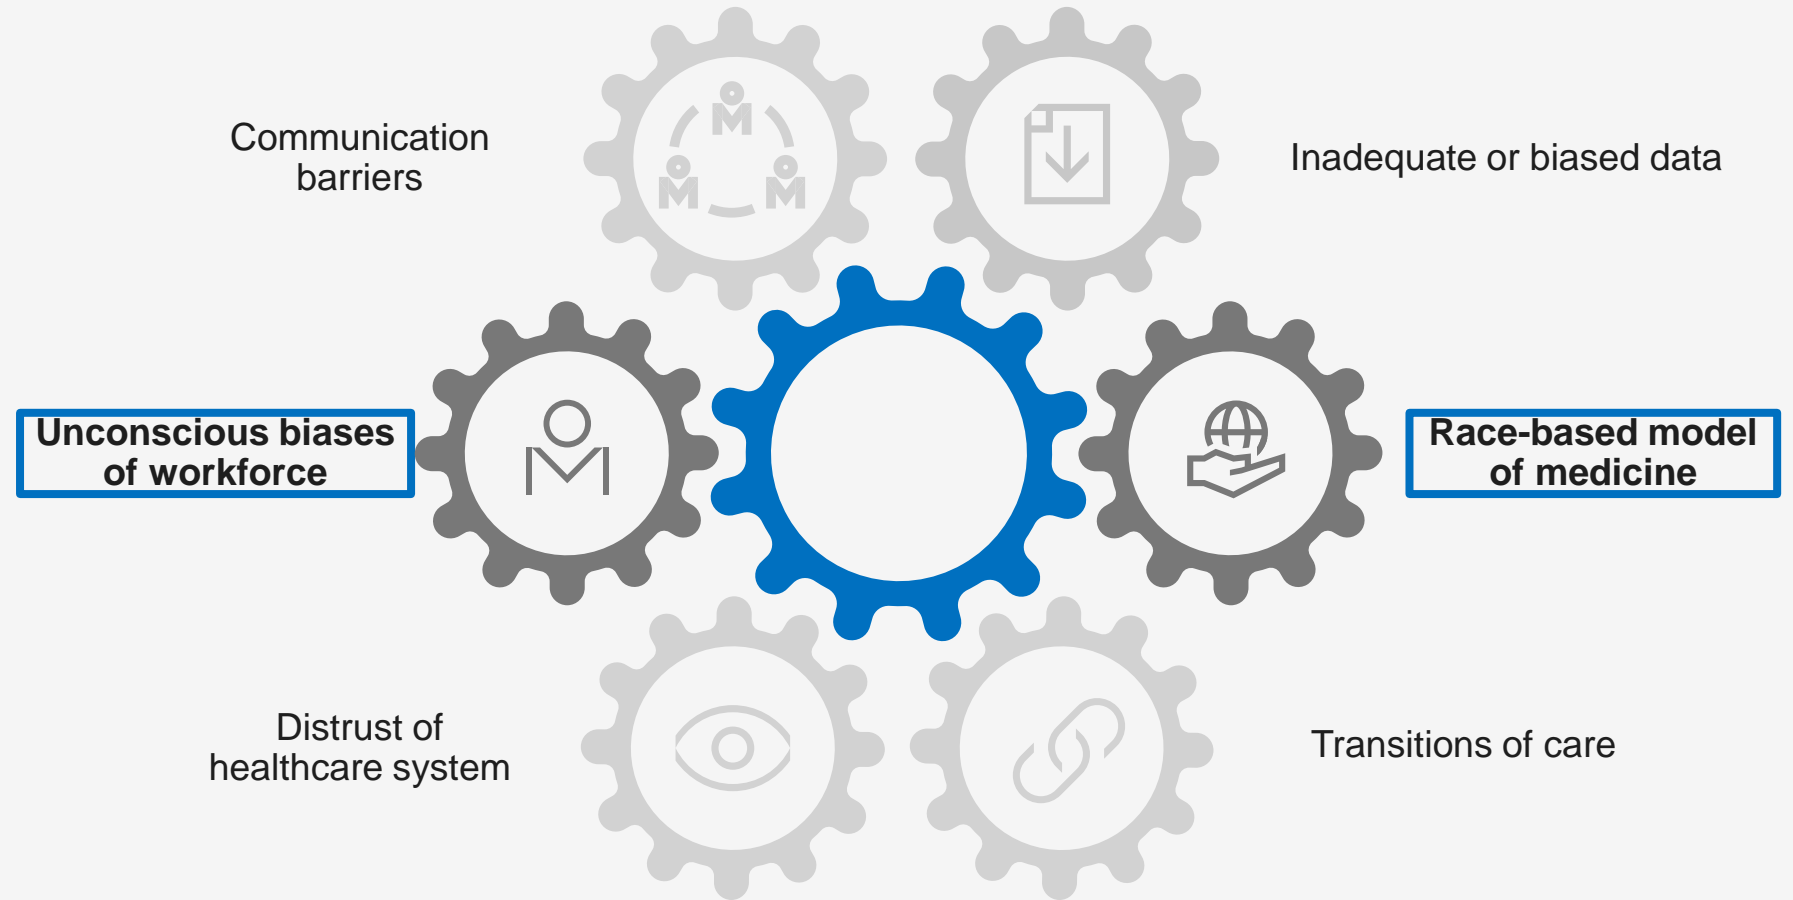 Communication
barriers
Inadequate or biased data
Unconscious biases
of workforce
Race-based model
of medicine
Distrust of
healthcare system
Transitions of care